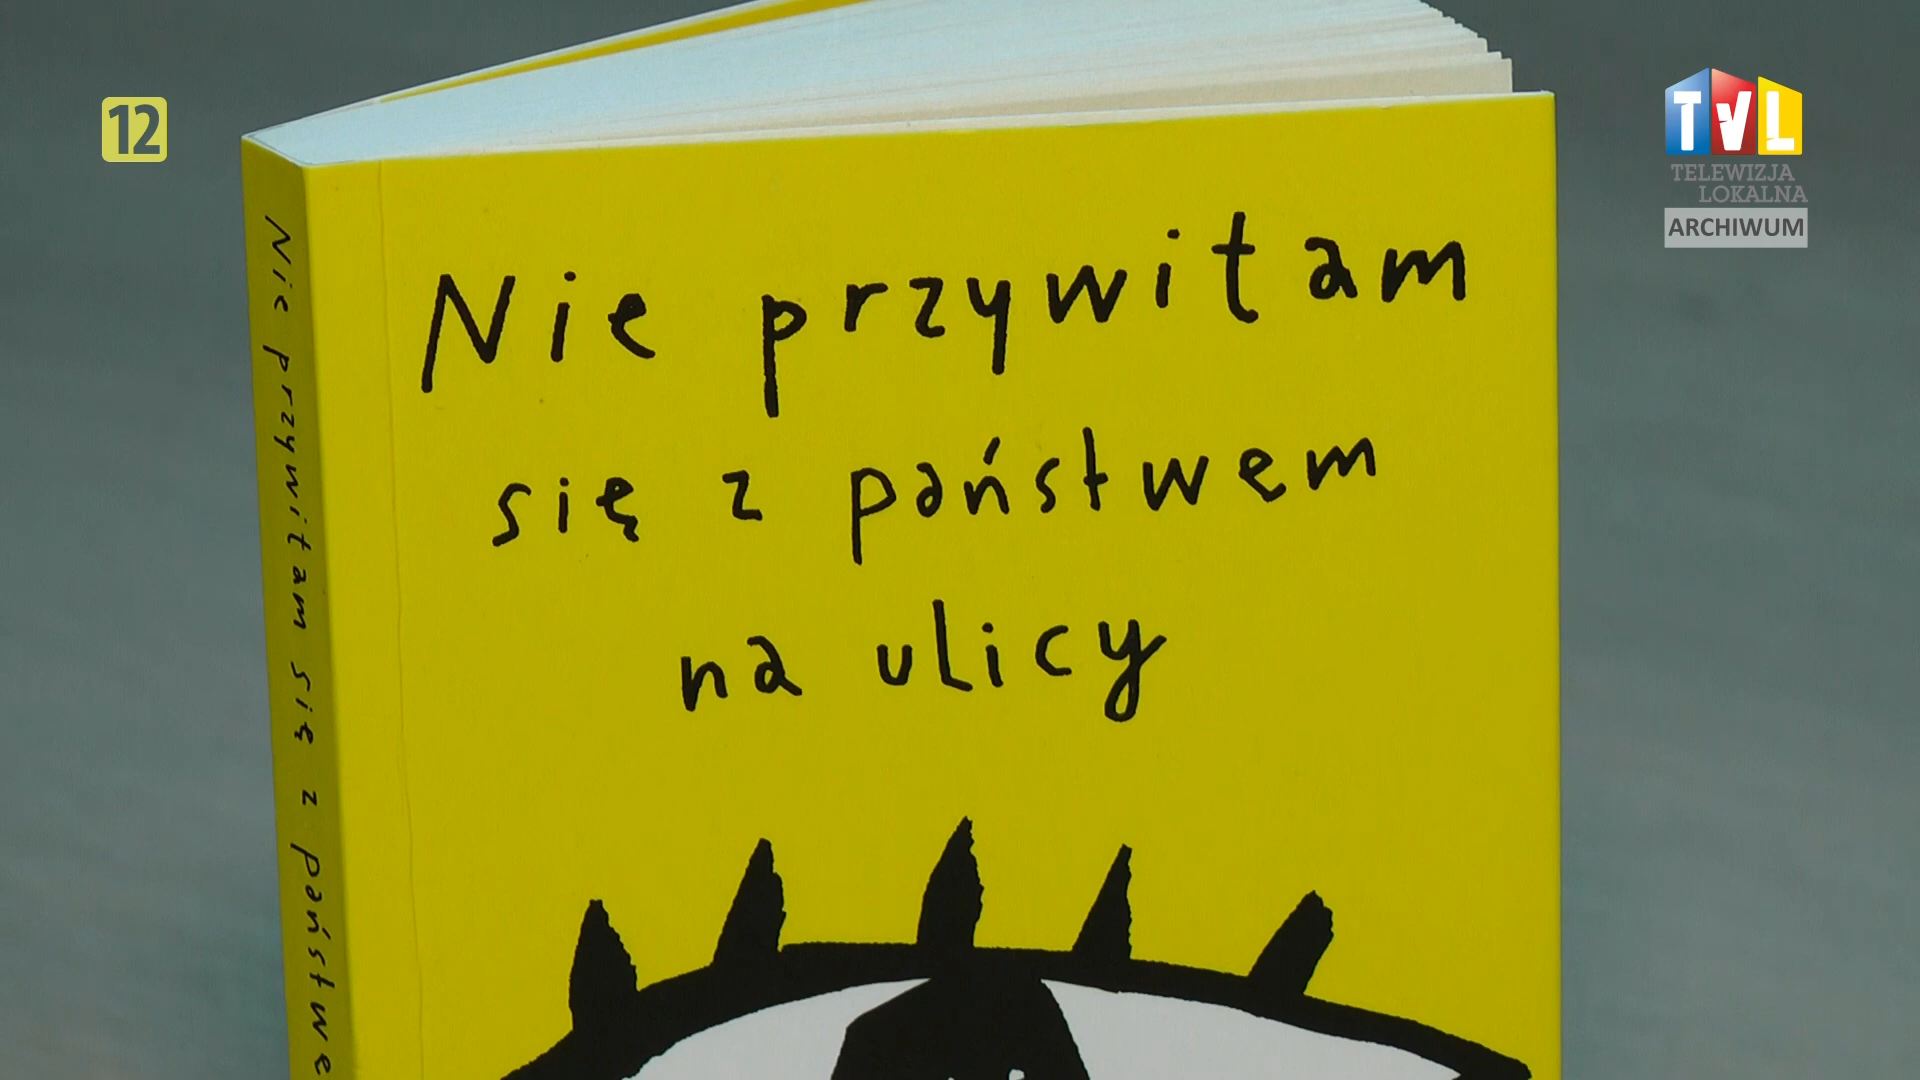 12
TVL
TELEWIZJA
LOKALNA
ARCHIWUM
Nie przywitam
się z państwem
na ulicy
Nie przywitam się z państwe